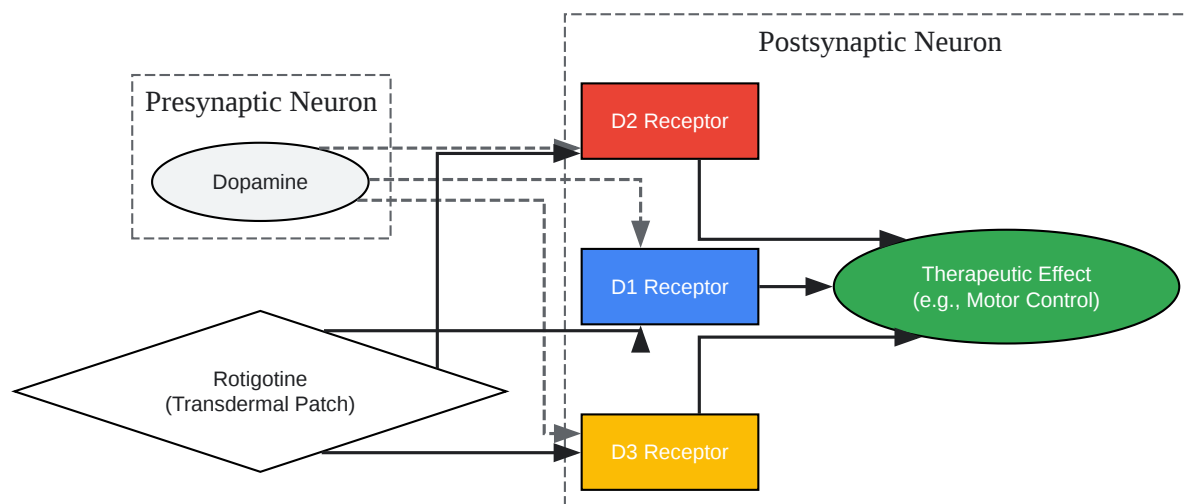 Postsynaptic Neuron
Presynaptic Neuron
D2 Receptor
Dopamine
D1 Receptor
Therapeutic Effect
(e.g., Motor Control)
Rotigotine
(Transdermal Patch)
D3 Receptor